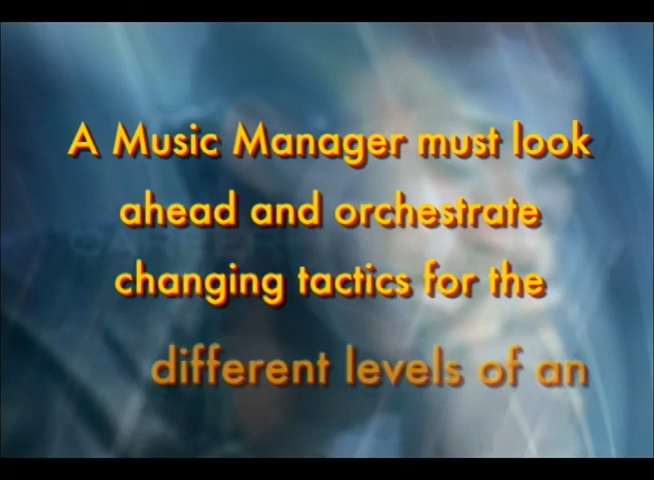 A Music Manager must look
ahead and orchestrate
changing tactics for the
different levels of an